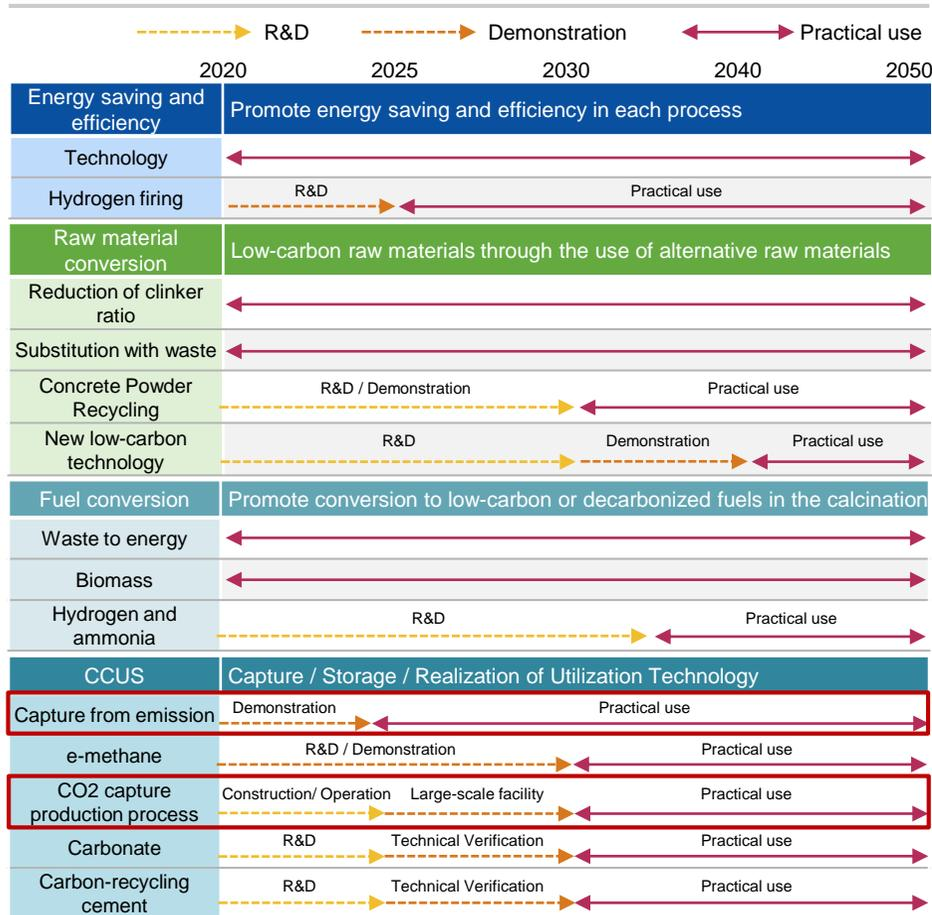 R&D Demonstration Practical use
2020 2025 2030 2040 2050
Energy saving and
efficiency
Promote energy saving and efficiency in each process
Technology
Hydrogen firing
R&D Practical use
Raw material
conversion
Low-carbon raw materials through the use of alternative raw materials
Reduction of clinker
ratio
Substitution with waste
Concrete Powder
Recycling
R&D / Demonstration Practical use
New low-carbon
technology
R&D Demonstration Practical use
Fuel conversion
Promote conversion to low-carbon or decarbonized fuels in the calcination
Waste to energy
Biomass
Hydrogen and
ammonia
R&D Practical use
CCUS
Capture / Storage / Realization of Utilization Technology
Capture from emission
Demonstration Practical use
e-methane
R&D / Demonstration Practical use
CO2 capture
production process
Construction/ Operation Large-scale facility Practical use
Carbonate
R&D Technical Verification Practical use
Carbon-recycling
cement
R&D Technical Verification Practical use